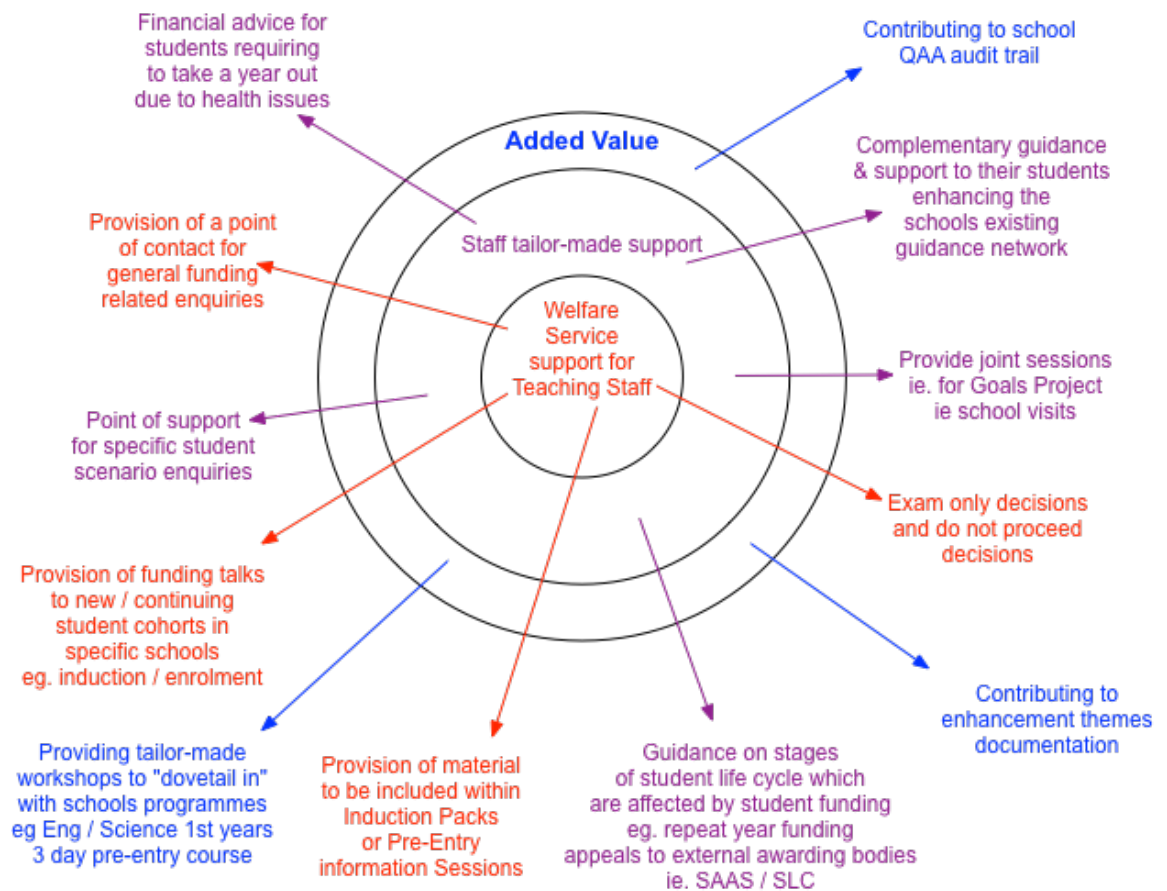 Financial advice for
students requiring
to take a year out
due to health issues
Contributing to school
QAA audit trail
Added Value
Complementary guidance
& support to their students
enhancing the
schools existing
guidance network
Provision of a point
of contact for
general funding
related enquiries
Staff tailor-made support
Welfare
Service
support for
Teaching Staff
Provide joint sessions
ie. for Goals Project
ie school visits
Point of support
for specific student
scenario enquiries
Exam only decisions
and do not proceed
decisions
Provision of funding talks
to new / continuing
student cohorts in
specific schools
eg. induction / enrolment
Contributing to
enhancement themes
documentation
Providing tailor-made
workshops to "dovetail in"
with schools programmes
eg Eng / Science 1st years
3 day pre-entry course
Provision of material
to be included within
Induction Packs
or Pre-Entry
information Sessions
Guidance on stages
of student life cycle which
are affected by student funding
eg. repeat year funding
appeals to external awarding bodies
ie. SAAS / SLC